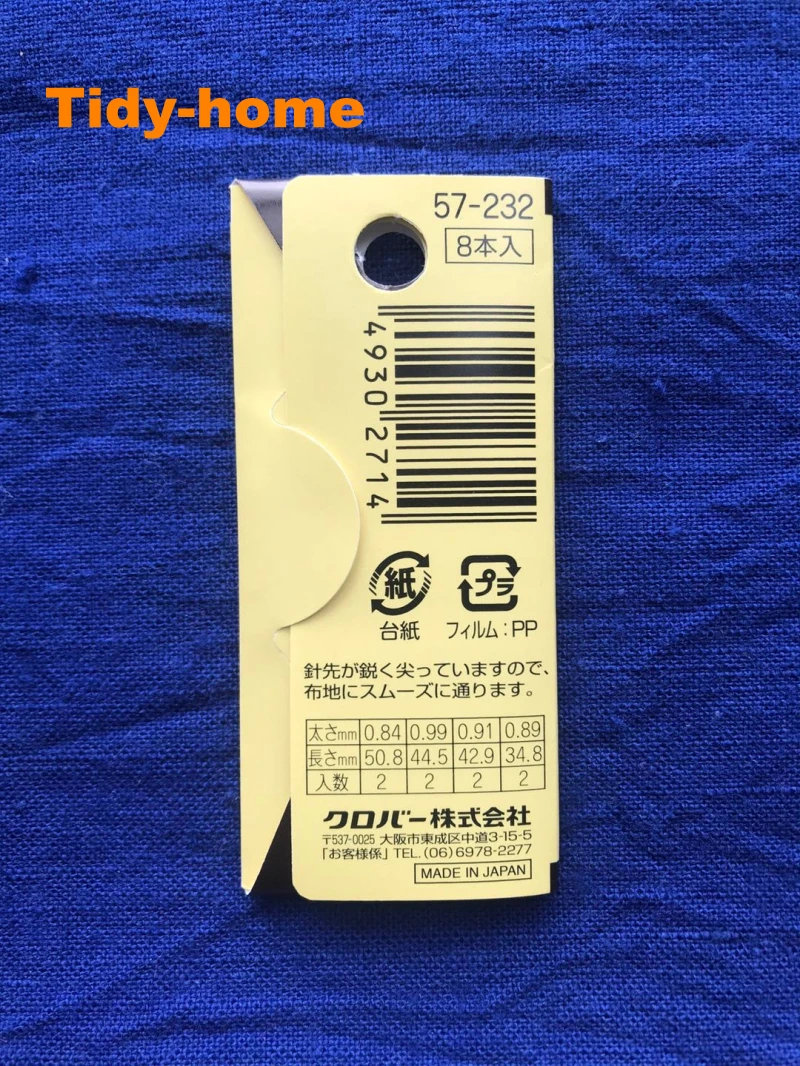 Tidy-home
57-232
8本入
4930 2714
紙
プラ
台紙
フィルム:PP
針先が鋭く尖っていますので、
布地にスムーズに通ります。
太さmm 0.84 0.99 0.91 0.89
長さmm 50.8 44.5 42.9 34.8
入数 2 2 2 2
クロバー株式会社
〒537-0025 大阪市東成区中道3-15-5
「お客様係」TEL.(06)6978-2277
MADE IN JAPAN